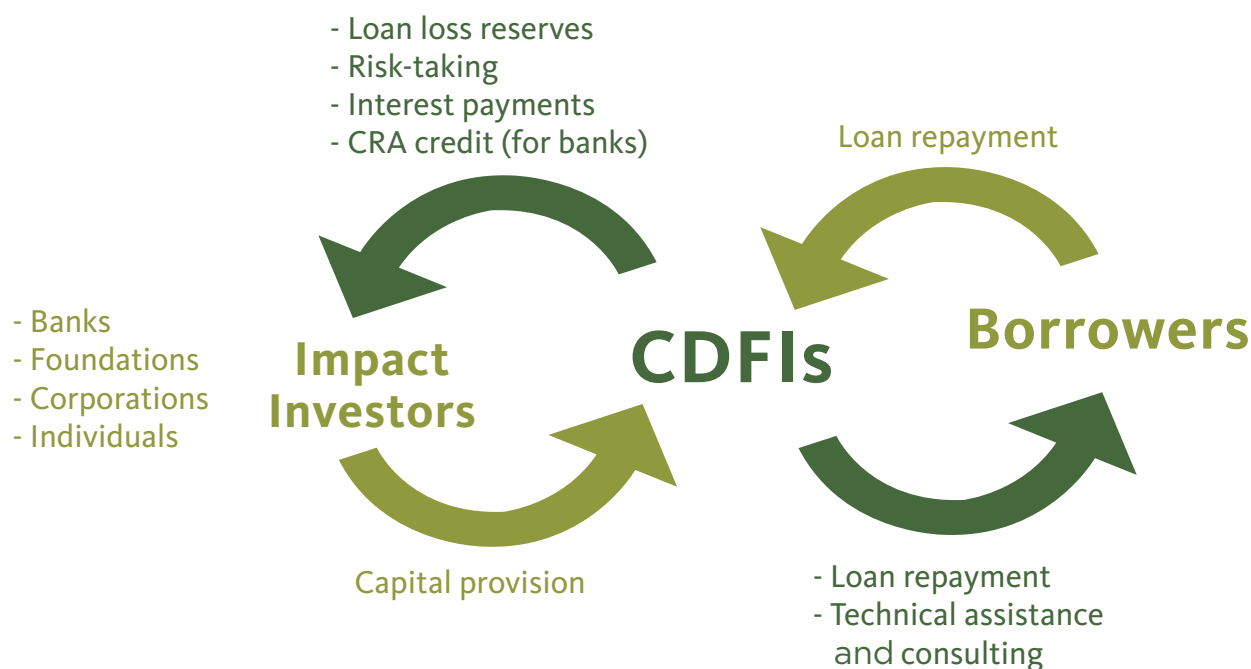 - Loan loss reserves
- Risk-taking
- Interest payments
- CRA credit (for banks)
Loan repayment
- Banks
- Foundations
- Corporations
- Individuals
Impact
Investors
CDFIs
Borrowers
Capital provision
- Loan repayment
- Technical assistance
and consulting